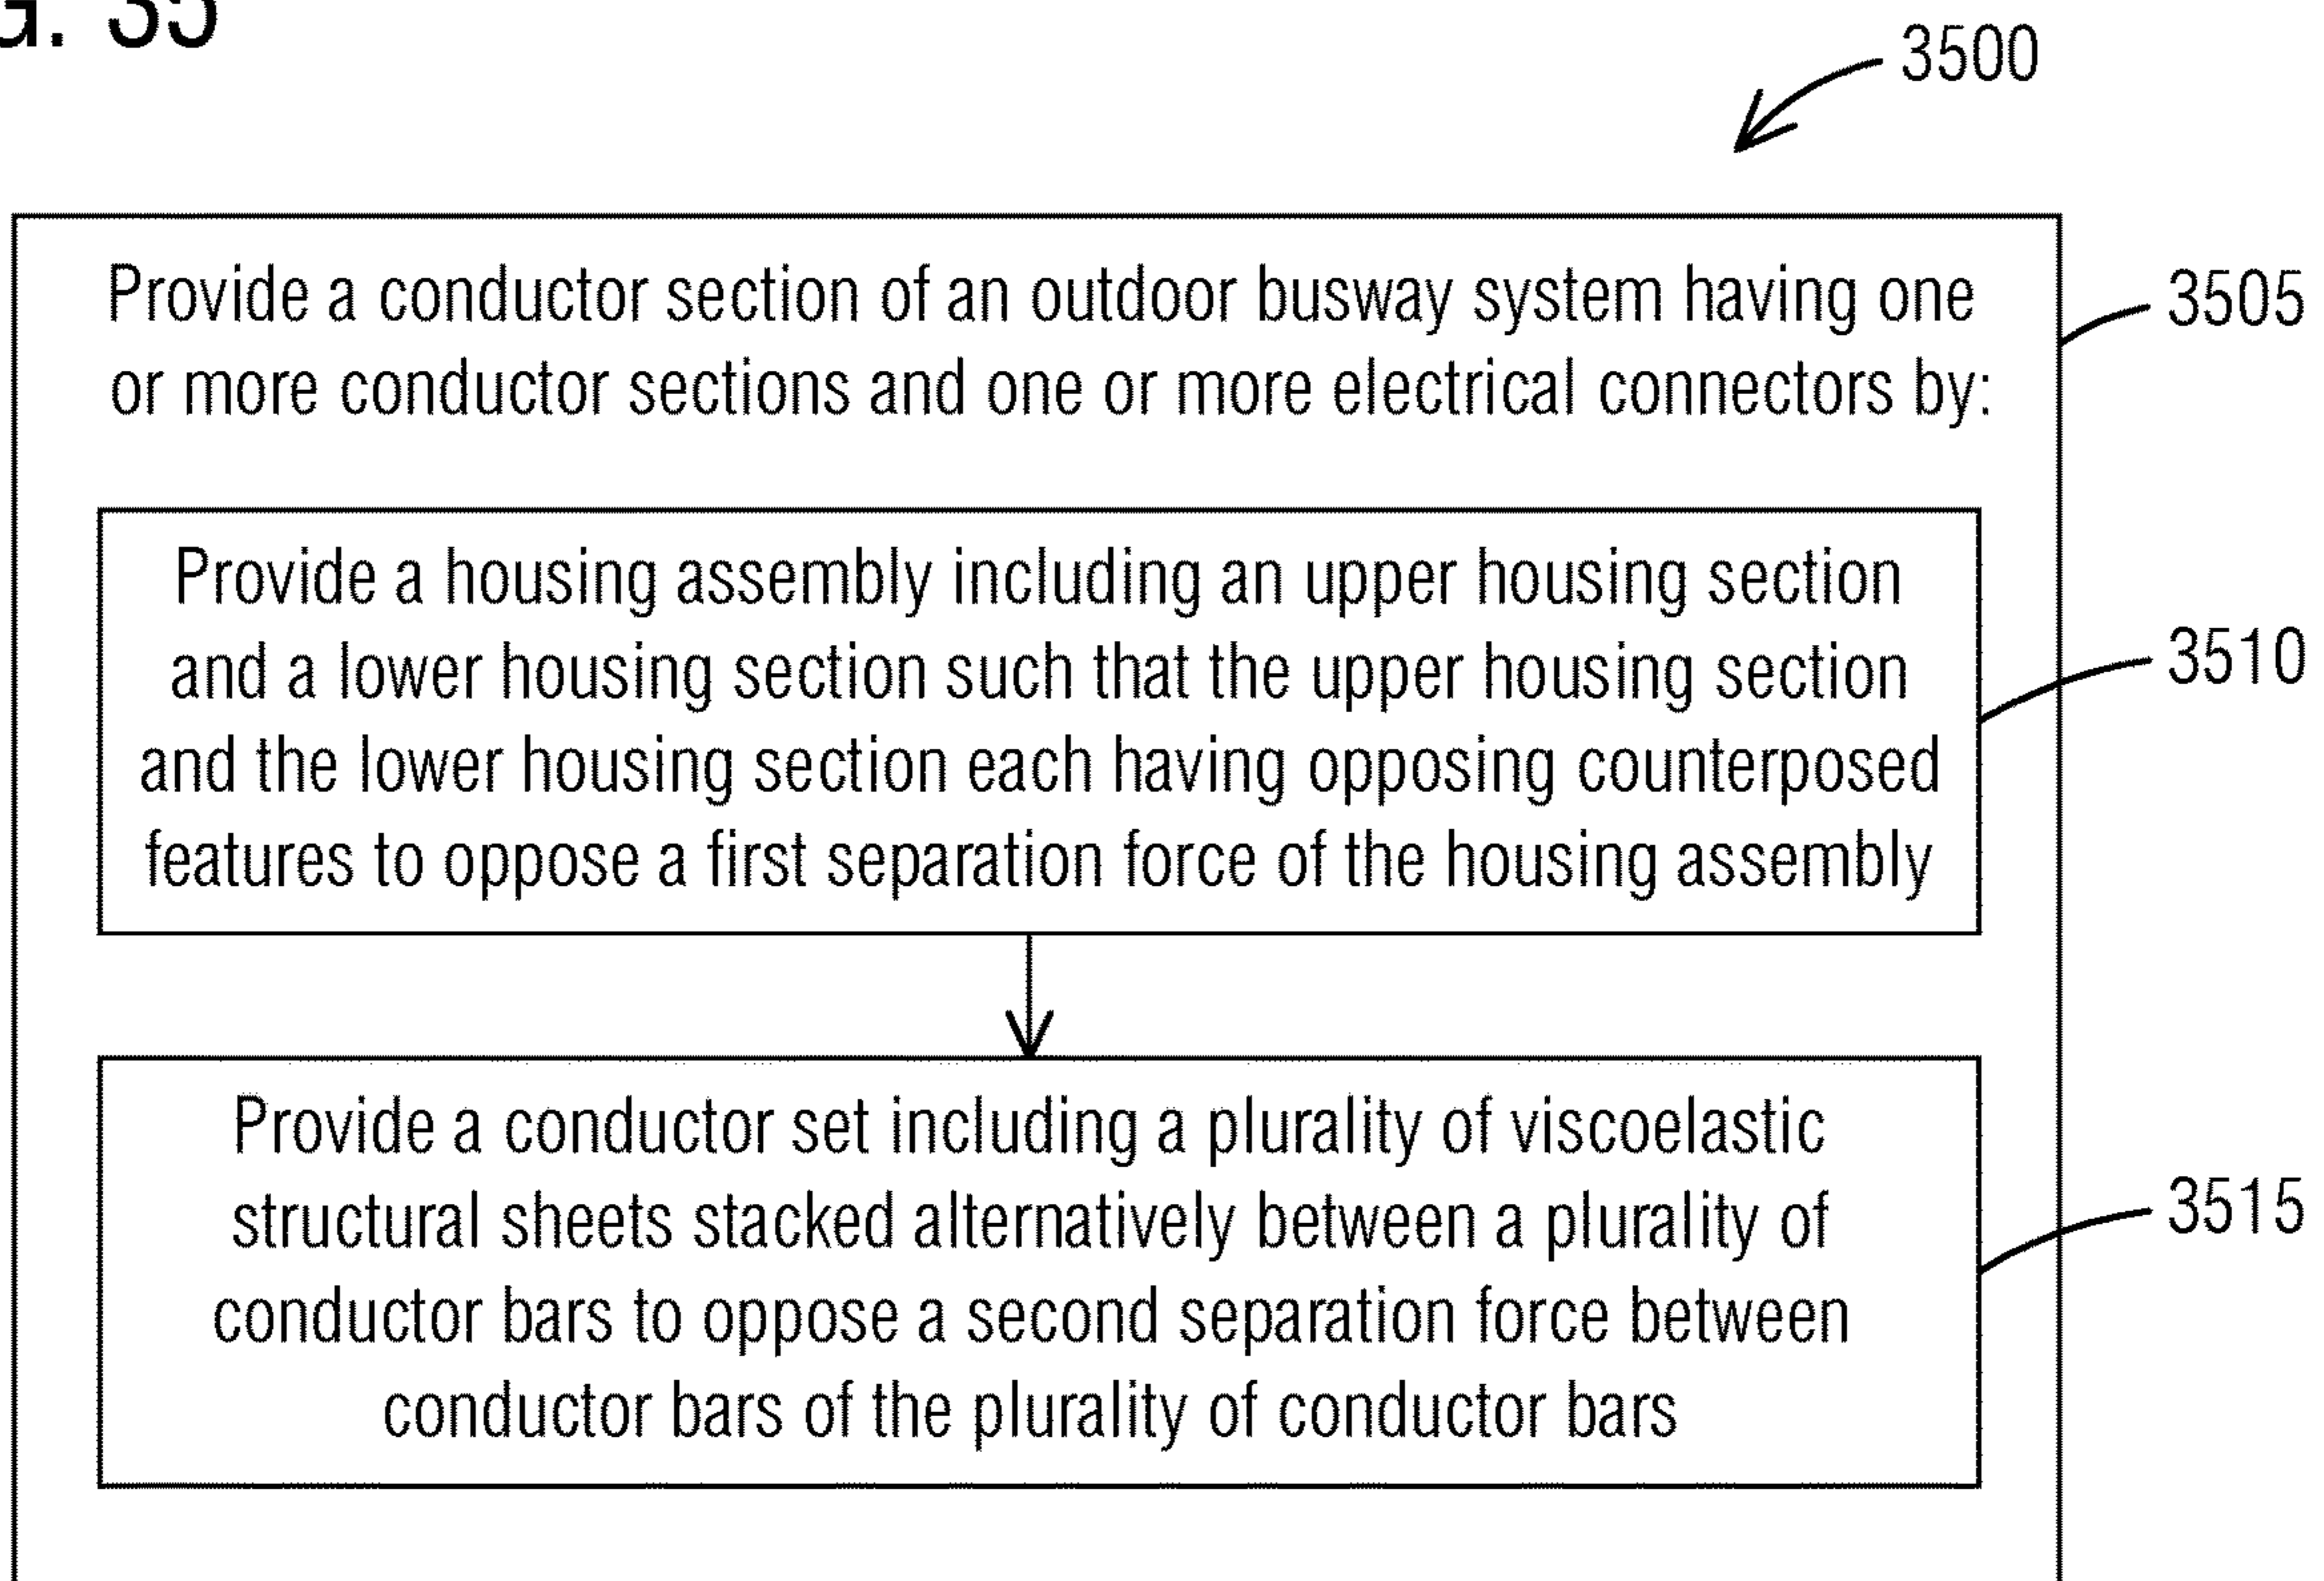 35
3500
Provide a conductor section of an outdoor busway system having one
or more conductor sections and one or more electrical connectors by:
3505
Provide a housing assembly including an upper housing section
and a lower housing section such that the upper housing section
and the lower housing section each having opposing counterposed
features to oppose a first separation force of the housing assembly
3510
Provide a conductor set including a plurality of viscoelastic
structural sheets stacked alternatively between a plurality of
conductor bars to oppose a second separation force between
conductor bars of the plurality of conductor bars
3515